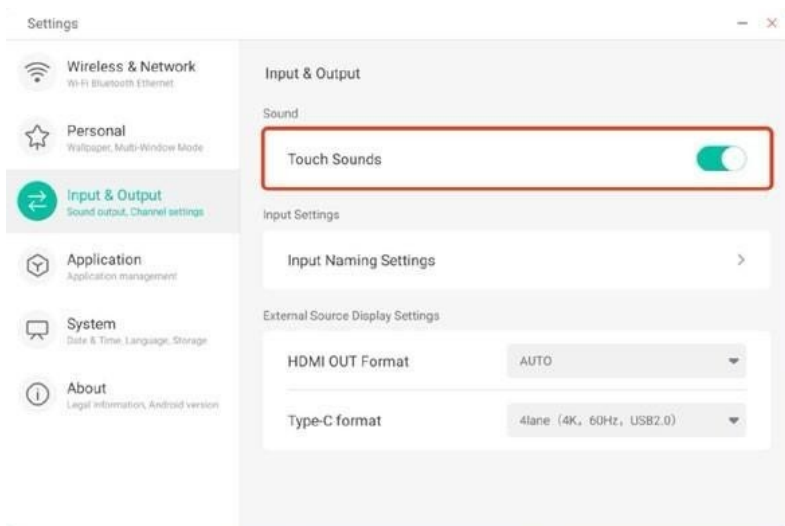 Settings
Wireless & Network
Wi-Fi Bluetooth Ethernet
Personal
Wallpaper, Multi-Window Mode
Input & Output
Sound output, Channel settings
Application
Application management
System
Date & Time, Language, Storage
About
Legal information, Android version
Input & Output
Sound
Touch Sounds
Input Settings
Input Naming Settings
External Source Display Settings
HDMI OUT Format
AUTO
Type-C format
4lane (4K, 60Hz, USB2.0)